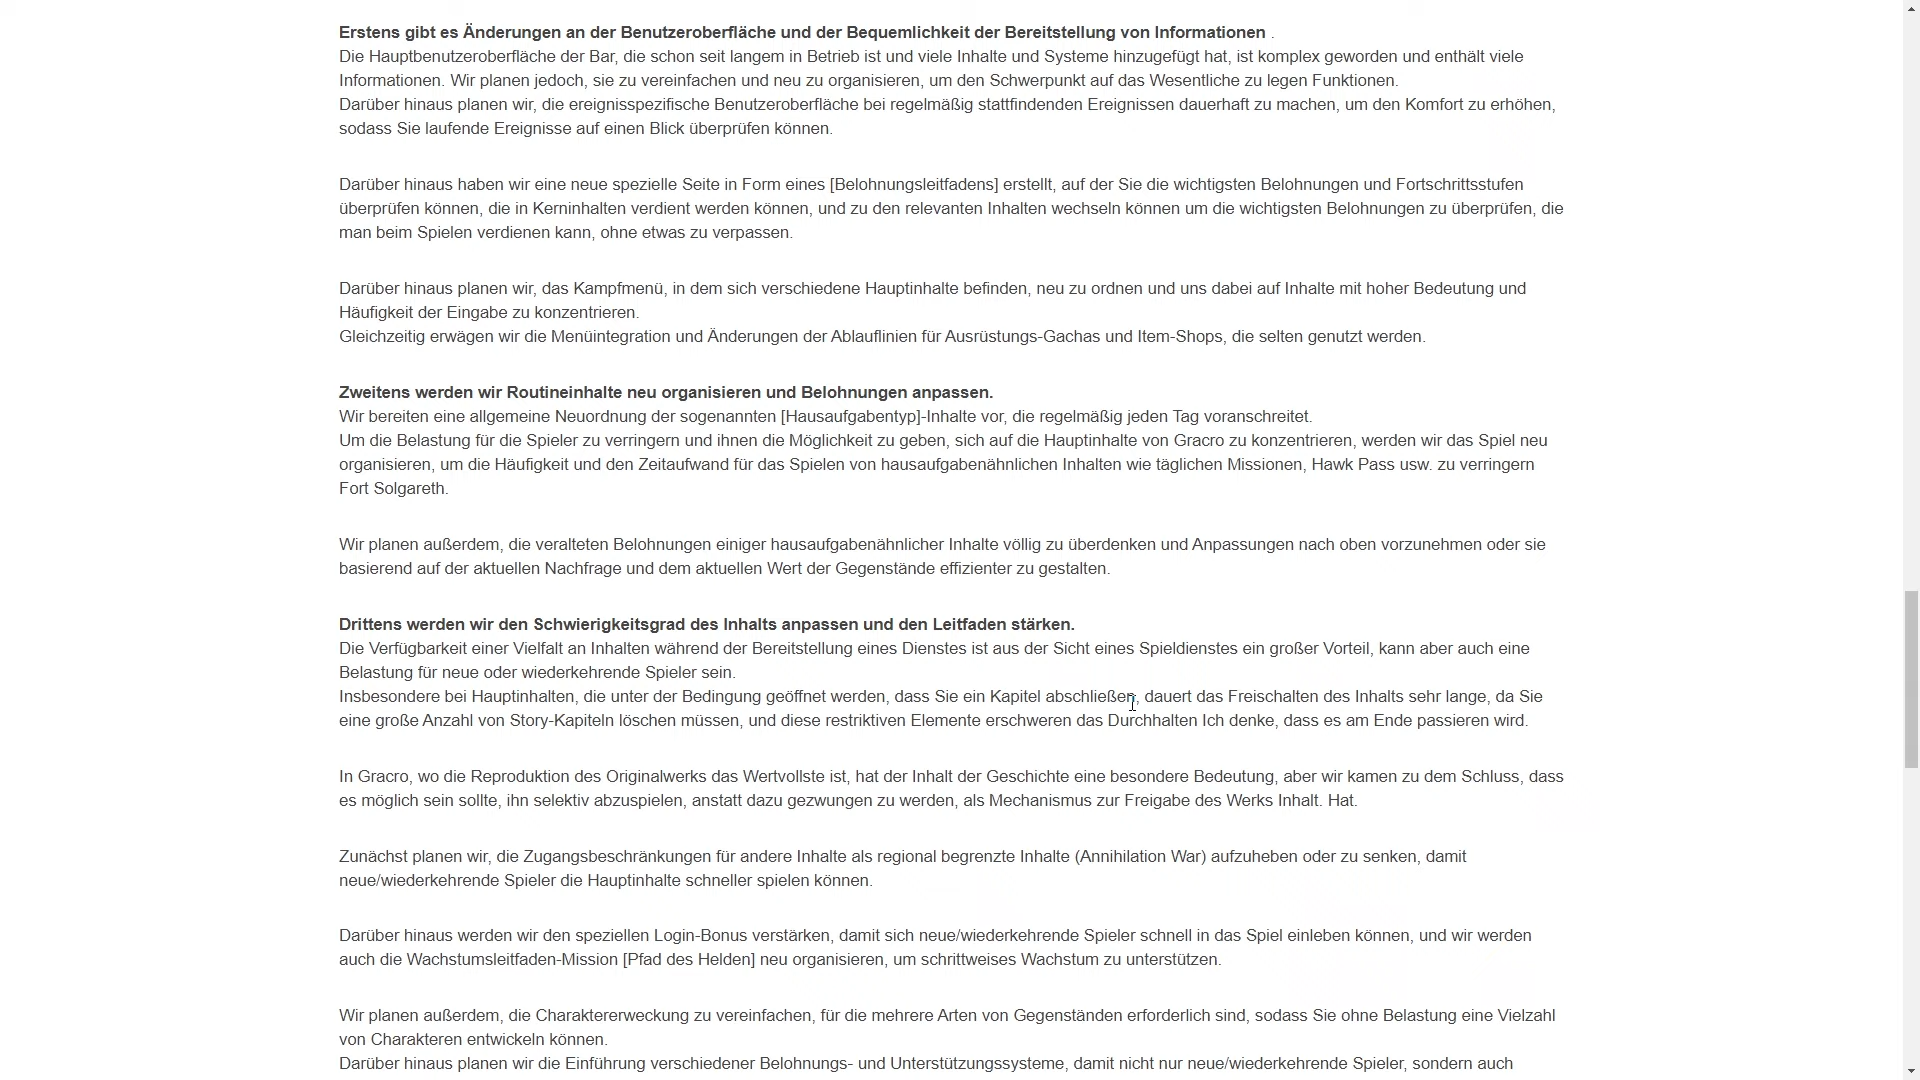 Erstens gibt es Änderungen an der Benutzeroberfläche und der Bequemlichkeit der Bereitstellung von Informationen .
Die Hauptbenutzeroberfläche der Bar, die schon seit langem in Betrieb ist und viele Inhalte und Systeme hinzugefügt hat, ist komplex geworden und enthält viele
Informationen. Wir planen jedoch, sie zu vereinfachen und neu zu organisieren, um den Schwerpunkt auf das Wesentliche zu legen Funktionen.
Darüber hinaus planen wir, die ereignisspezifische Benutzeroberfläche bei regelmäßig stattfindenden Ereignissen dauerhaft zu machen, um den Komfort zu erhöhen,
sodass Sie laufende Ereignisse auf einen Blick überprüfen können.
Darüber hinaus haben wir eine neue spezielle Seite in Form eines [Belohnungsleitfadens] erstellt, auf der Sie die wichtigsten Belohnungen und Fortschrittsstufen
überprüfen können, die in Kerninhalten verdient werden können, und zu den relevanten Inhalten wechseln können um die wichtigsten Belohnungen zu überprüfen, die
man beim Spielen verdienen kann, ohne etwas zu verpassen.
Darüber hinaus planen wir, das Kampfmenü, in dem sich verschiedene Hauptinhalte befinden, neu zu ordnen und uns dabei auf Inhalte mit hoher Bedeutung und
Häufigkeit der Eingabe zu konzentrieren.
Gleichzeitig erwägen wir die Menüintegration und Änderungen der Ablauflinien für Ausrüstungs-Gachas und Item-Shops, die selten genutzt werden.
Zweitens werden wir Routineinhalte neu organisieren und Belohnungen anpassen.
Wir bereiten eine allgemeine Neuordnung der sogenannten [Hausaufgabentyp]-Inhalte vor, die regelmäßig jeden Tag voranschreitet.
Um die Belastung für die Spieler zu verringern und ihnen die Möglichkeit zu geben, sich auf die Hauptinhalte von Gracro zu konzentrieren, werden wir das Spiel neu
organisieren, um die Häufigkeit und den Zeitaufwand für das Spielen von hausaufgabenähnlichen Inhalten wie täglichen Missionen, Hawk Pass usw. zu verringern
Fort Solgareth.
Wir planen außerdem, die veralteten Belohnungen einiger hausaufgabenähnlicher Inhalte völlig zu überdenken und Anpassungen nach oben vorzunehmen oder sie
basierend auf der aktuellen Nachfrage und dem aktuellen Wert der Gegenstände effizienter zu gestalten.
Drittens werden wir den Schwierigkeitsgrad des Inhalts anpassen und den Leitfaden stärken.
Die Verfügbarkeit einer Vielfalt an Inhalten während der Bereitstellung eines Dienstes ist aus der Sicht eines Spieldienstes ein großer Vorteil, kann aber auch eine
Belastung für neue oder wiederkehrende Spieler sein.
Insbesondere bei Hauptinhalten, die unter der Bedingung geöffnet werden, dass Sie ein Kapitel abschließen, dauert das Freischalten des Inhalts sehr lange, da Sie
eine große Anzahl von Story-Kapiteln löschen müssen, und diese restriktiven Elemente erschweren das Durchhalten Ich denke, dass es am Ende passieren wird.
In Gracro, wo die Reproduktion des Originalwerks das Wertvollste ist, hat der Inhalt der Geschichte eine besondere Bedeutung, aber wir kamen zu dem Schluss, dass
es möglich sein sollte, ihn selektiv abzuspielen, anstatt dazu gezwungen zu werden, als Mechanismus zur Freigabe des Werks Inhalt. Hat.
Zunächst planen wir, die Zugangsbeschränkungen für andere Inhalte als regional begrenzte Inhalte (Annihilation War) aufzuheben oder zu senken, damit
neue/wiederkehrende Spieler die Hauptinhalte schneller spielen können.
Darüber hinaus werden wir den speziellen Login-Bonus verstärken, damit sich neue/wiederkehrende Spieler schnell in das Spiel einleben können, und wir werden
auch die Wachstumsleitfaden-Mission [Pfad des Helden] neu organisieren, um schrittweises Wachstum zu unterstützen.
Wir planen außerdem, die Charaktererweckung zu vereinfachen, für die mehrere Arten von Gegenständen erforderlich sind, sodass Sie ohne Belastung eine Vielzahl
von Charakteren entwickeln können.
Darüber hinaus planen wir die Einführung verschiedener Belohnungs- und Unterstützungssysteme, damit nicht nur neue/wiederkehrende Spieler, sondern auch